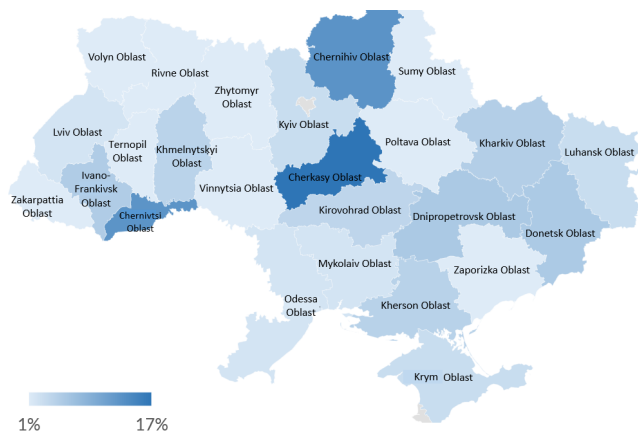 Volyn Oblast
Rivne Oblast
Zhytomyr
Oblast
Chernihiv Oblast
Sumy Oblast
Kyiv Oblast
Lviv Oblast
Ternopil
Oblast
Khmelnytskyi
Oblast
Poltava Oblast
Kharkiv Oblast
Luhansk Oblast
Ivano-
Frankivsk
Oblast
Zakarpattia
Oblast
Chernivtsi
Oblast
Vinnytsia Oblast
Cherkasy Oblast
Kirovohrad Oblast
Dnipropetrovsk Oblast
Donetsk Oblast
Mykolaiv Oblast
Zaporizka Oblast
Odessa
Oblast
Kherson Oblast
Krym Oblast
1%
17%